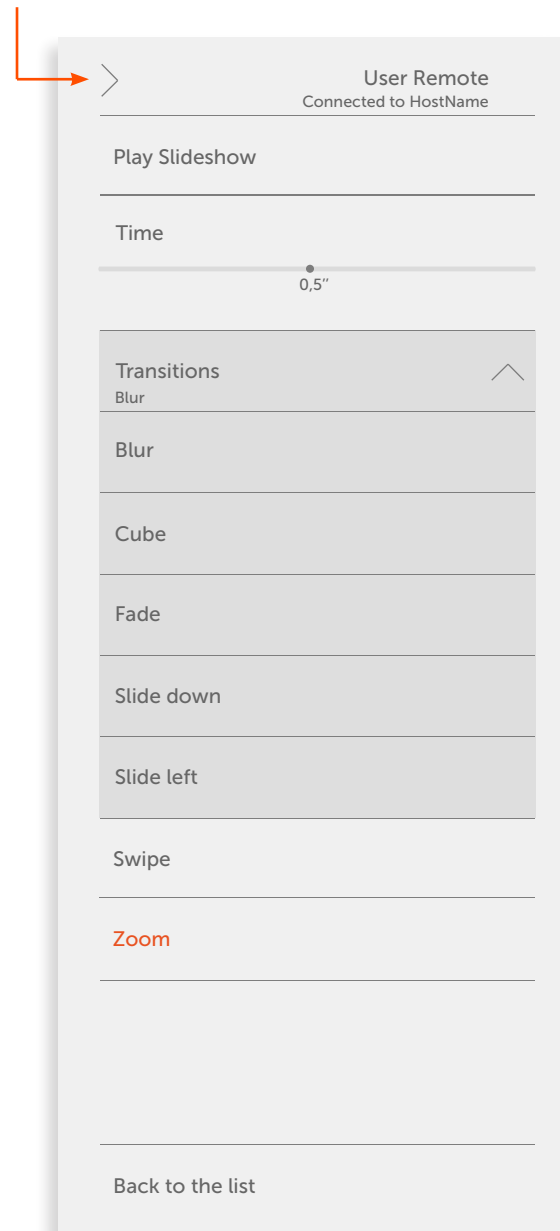 User Remote
Connected to HostName
Play Slideshow
Time
0,5’’
Transitions
Blur
Blur
Cube
Fade
Slide down
Slide left
Swipe
Zoom
Back to the list